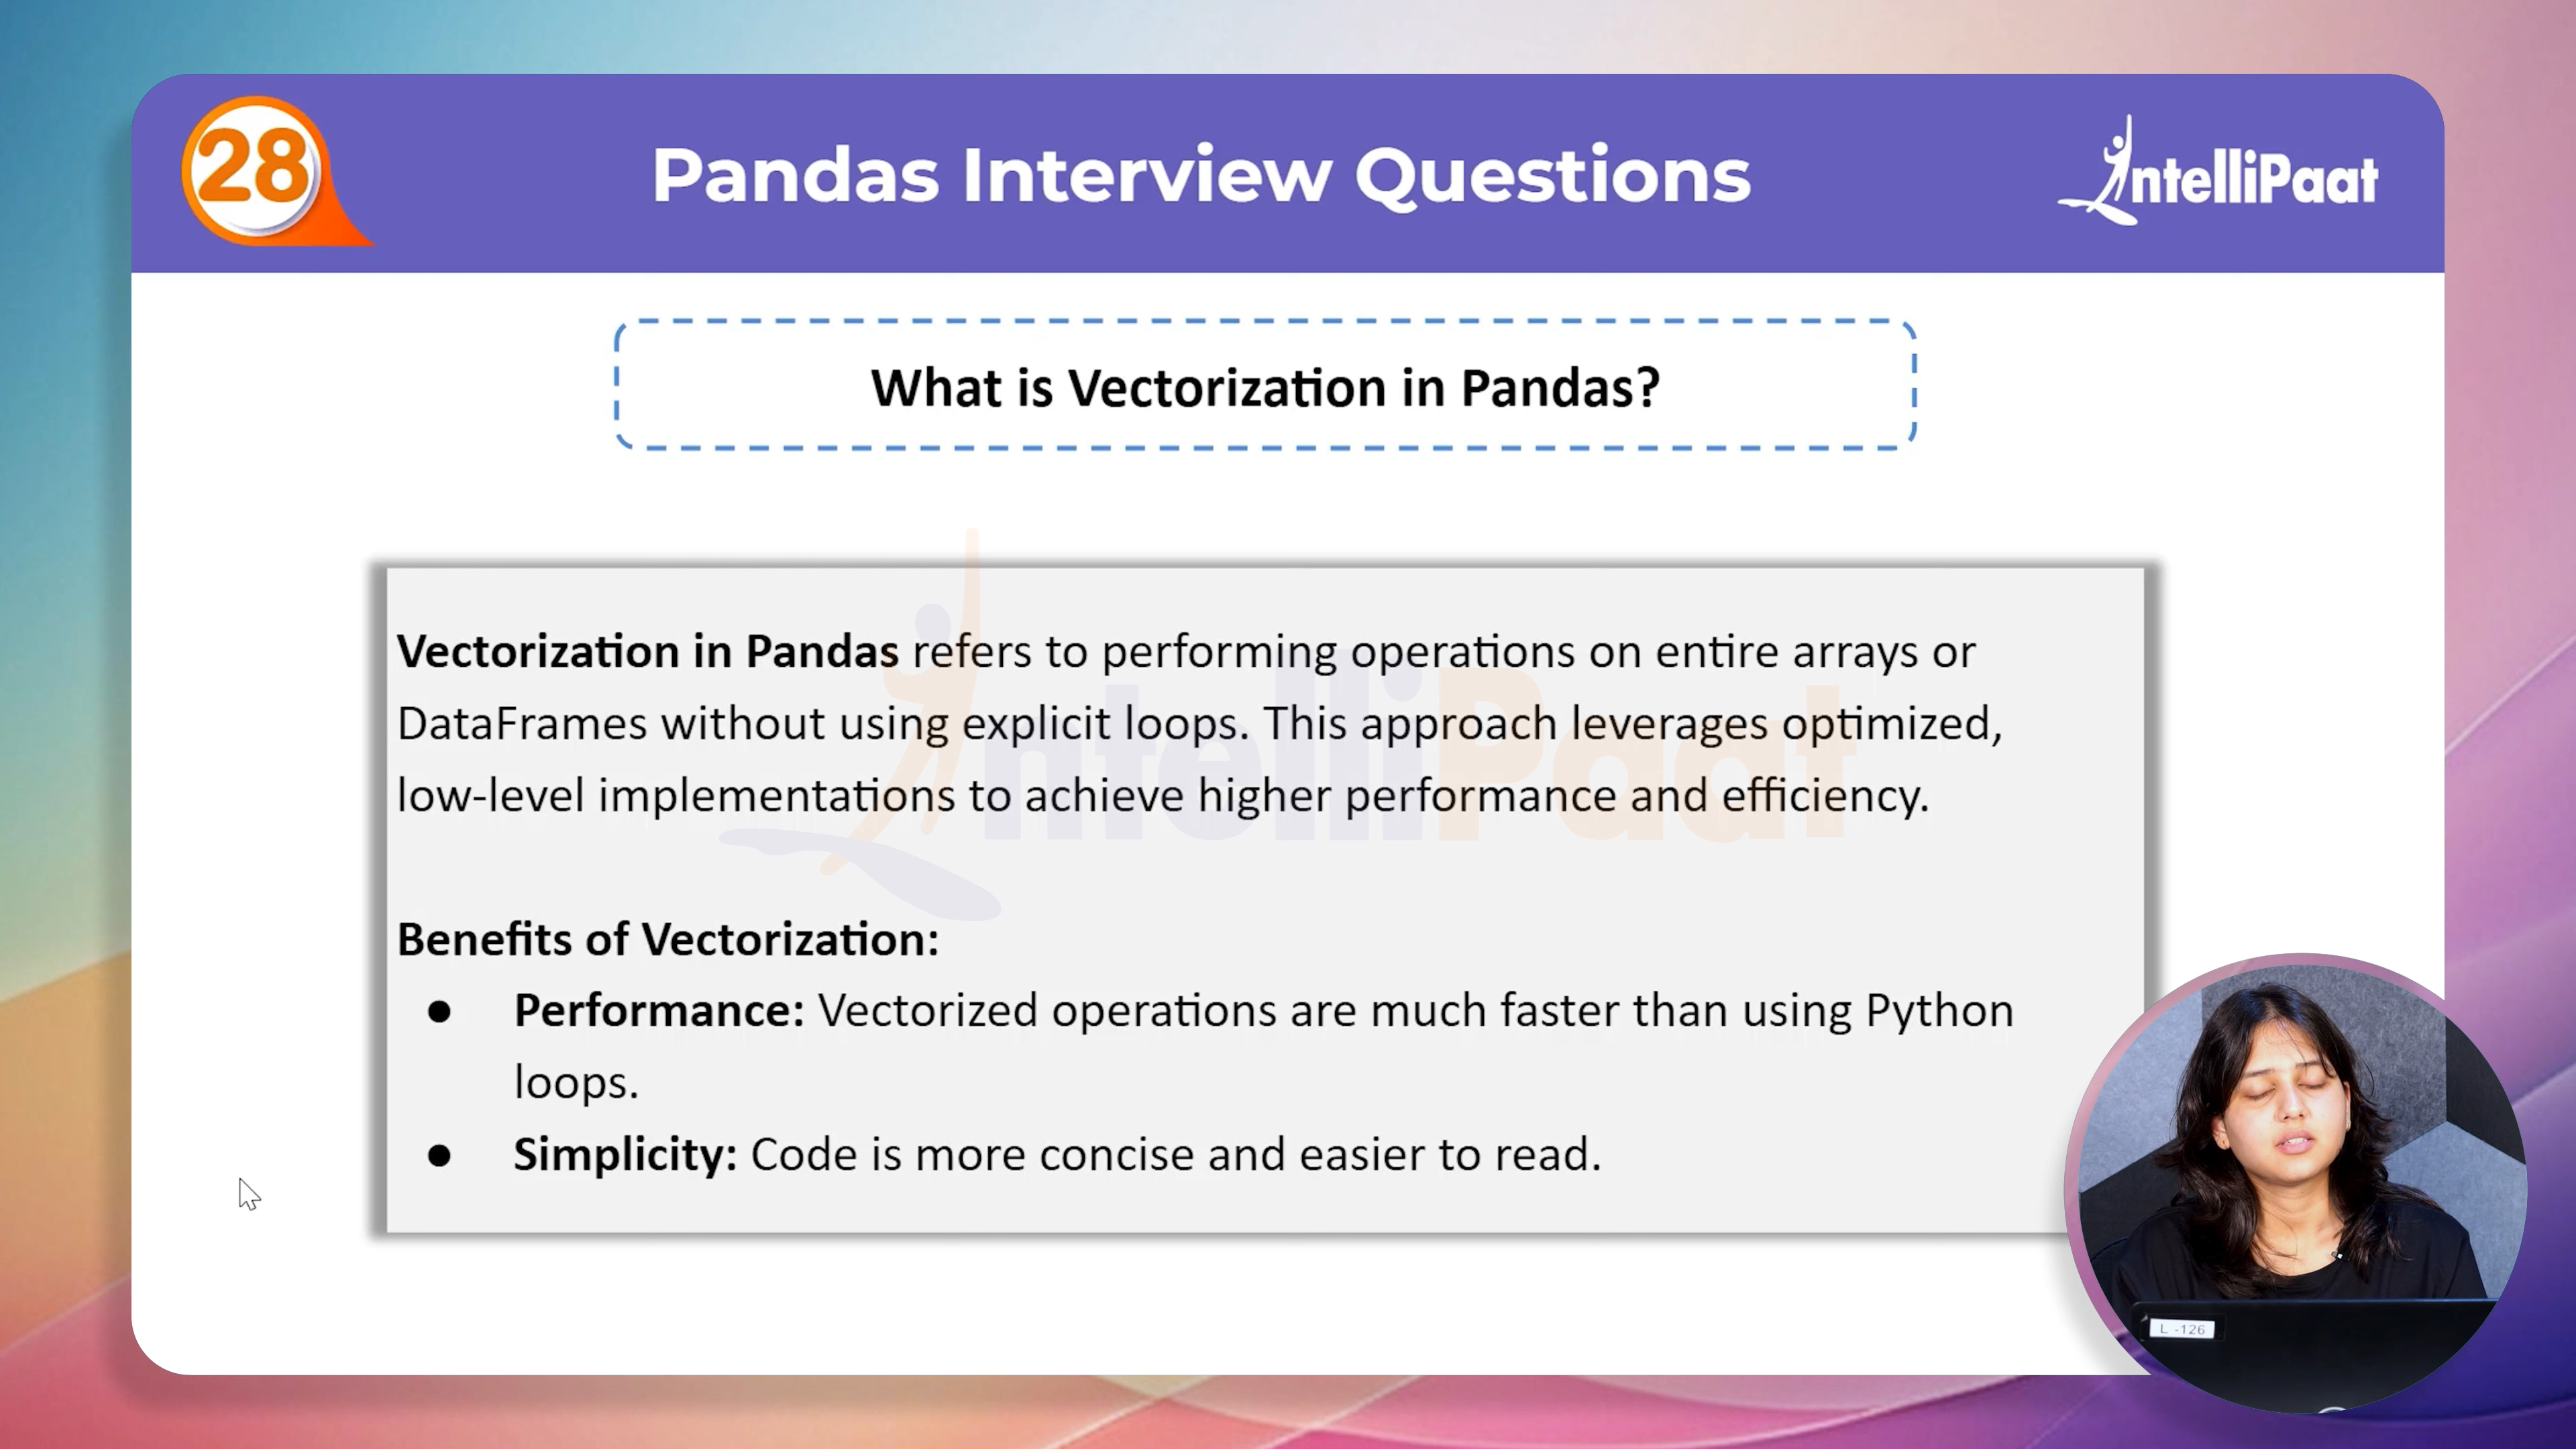 28
Pandas Interview Questions
IntelliPaat
What is Vectorization in Pandas?
Vectorization in Pandas refers to performing operations on entire arrays or
DataFrames without using explicit loops. This approach leverages optimized,
low-level implementations to achieve higher performance and efficiency.
IntelliPaat
Benefits of Vectorization:
● Performance: Vectorized operations are much faster than using Python
loops.
● Simplicity: Code is more concise and easier to read.
L -126